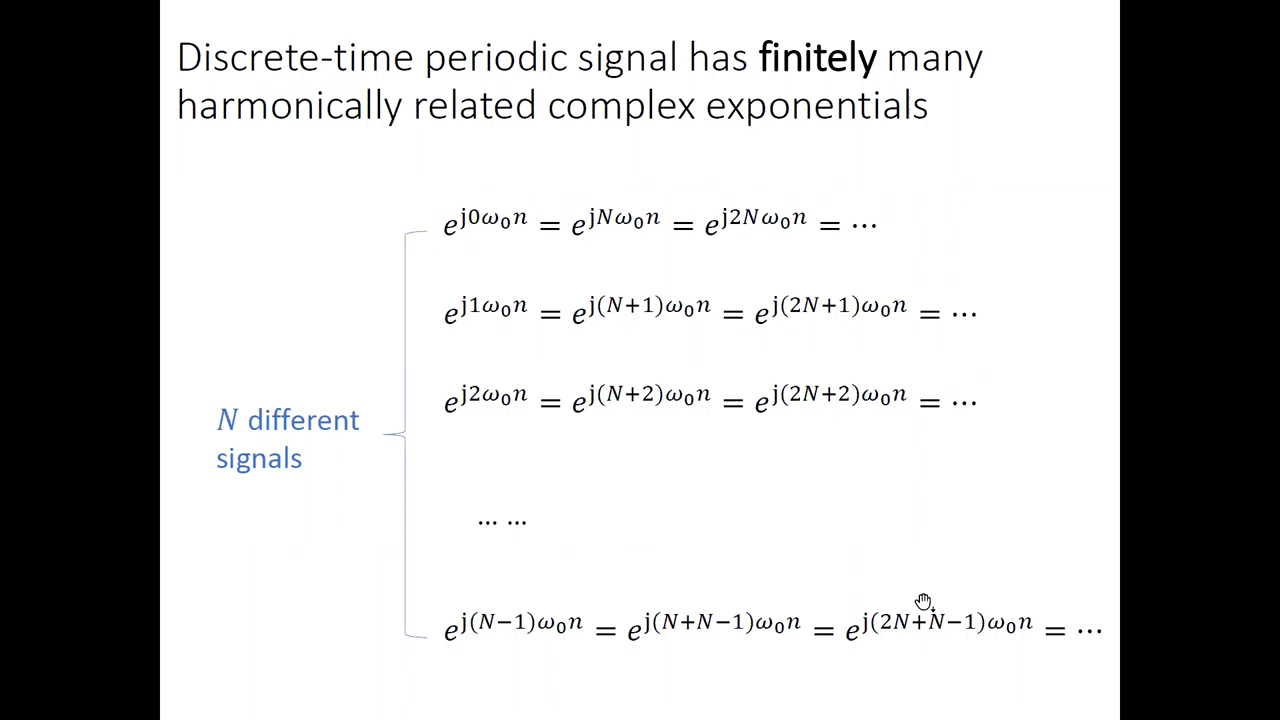 Discrete-time periodic signal has finitely many
harmonically related complex exponentials
e^{j0ω₀n} = e^{jNω₀n} = e^{j2Nω₀n} = ⋯
e^{j1ω₀n} = e^{j(N+1)ω₀n} = e^{j(2N+1)ω₀n} = ⋯
e^{j2ω₀n} = e^{j(N+2)ω₀n} = e^{j(2N+2)ω₀n} = ⋯
N different
signals
... ...
e^{j(N−1)ω₀n} = e^{j(N+N−1)ω₀n} = e^{j(2N+N−1)ω₀n} = ⋯